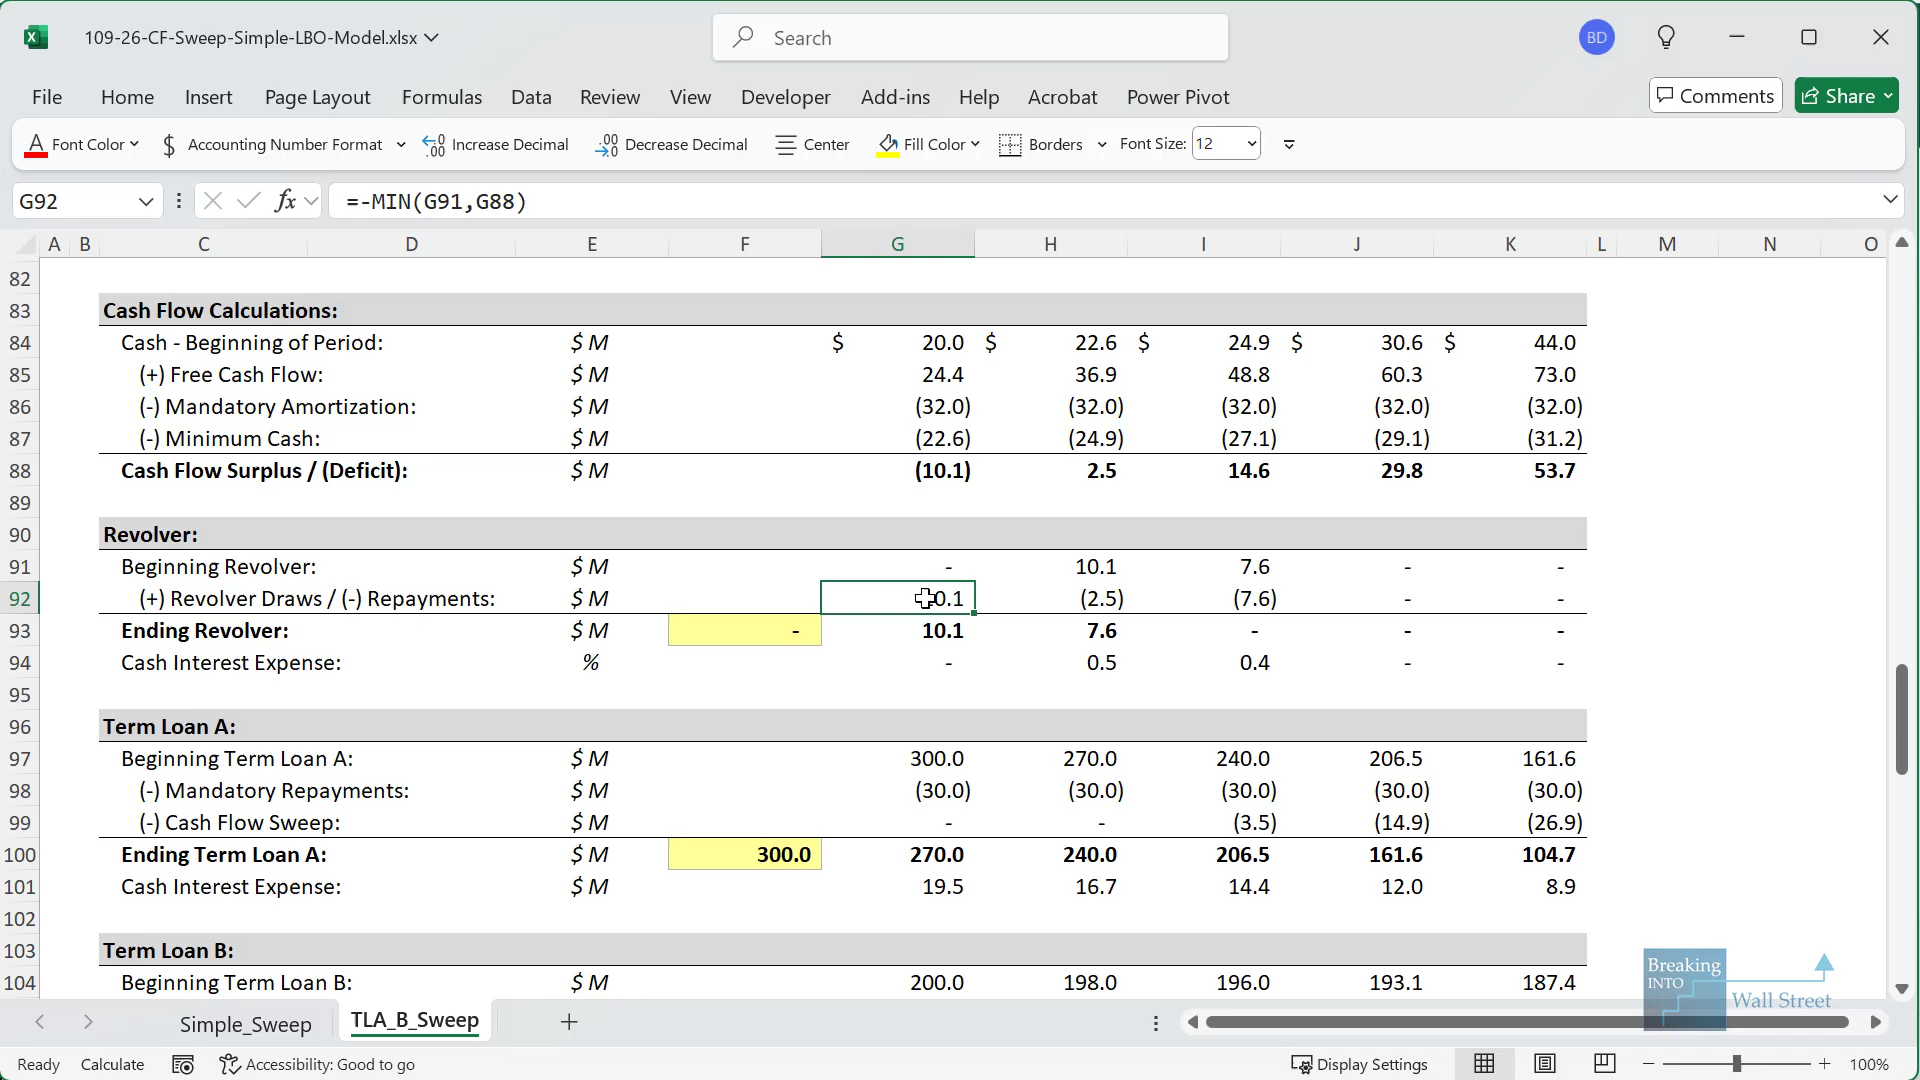 109-26-CF-Sweep-Simple-LBO-Model.xlsx
Search
BD
File Home Insert Page Layout Formulas Data Review View Developer Add-ins Help Acrobat Power Pivot Comments Share
Font Color $ Accounting Number Format Increase Decimal Decrease Decimal Center Fill Color Borders Font Size: 12
G92 fx =-MIN(G91,G88)
A B C D E F G H I J K L M N O
82
83 Cash Flow Calculations:
84 Cash - Beginning of Period: $ M $ 20.0 $ 22.6 $ 24.9 $ 30.6 $ 44.0
85 (+) Free Cash Flow: $ M 24.4 36.9 48.8 60.3 73.0
86 (-) Mandatory Amortization: $ M (32.0) (32.0) (32.0) (32.0) (32.0)
87 (-) Minimum Cash: $ M (22.6) (24.9) (27.1) (29.1) (31.2)
88 Cash Flow Surplus / (Deficit): $ M (10.1) 2.5 14.6 29.8 53.7
89
90 Revolver:
91 Beginning Revolver: $ M - 10.1 7.6 - -
92 (+) Revolver Draws / (-) Repayments: $ M 0.1 (2.5) (7.6) - -
93 Ending Revolver: $ M - 10.1 7.6 - - -
94 Cash Interest Expense: % - 0.5 0.4 - -
95
96 Term Loan A:
97 Beginning Term Loan A: $ M 300.0 270.0 240.0 206.5 161.6
98 (-) Mandatory Repayments: $ M (30.0) (30.0) (30.0) (30.0) (30.0)
99 (-) Cash Flow Sweep: $ M - - (3.5) (14.9) (26.9)
100 Ending Term Loan A: $ M 300.0 270.0 240.0 206.5 161.6 104.7
101 Cash Interest Expense: $ M 19.5 16.7 14.4 12.0 8.9
102
103 Term Loan B:
104 Beginning Term Loan B: $ M 200.0 198.0 196.0 193.1 187.4
Breaking
INTO
Wall Street
Simple_Sweep TLA_B_Sweep
Ready Calculate Accessibility: Good to go Display Settings 100%